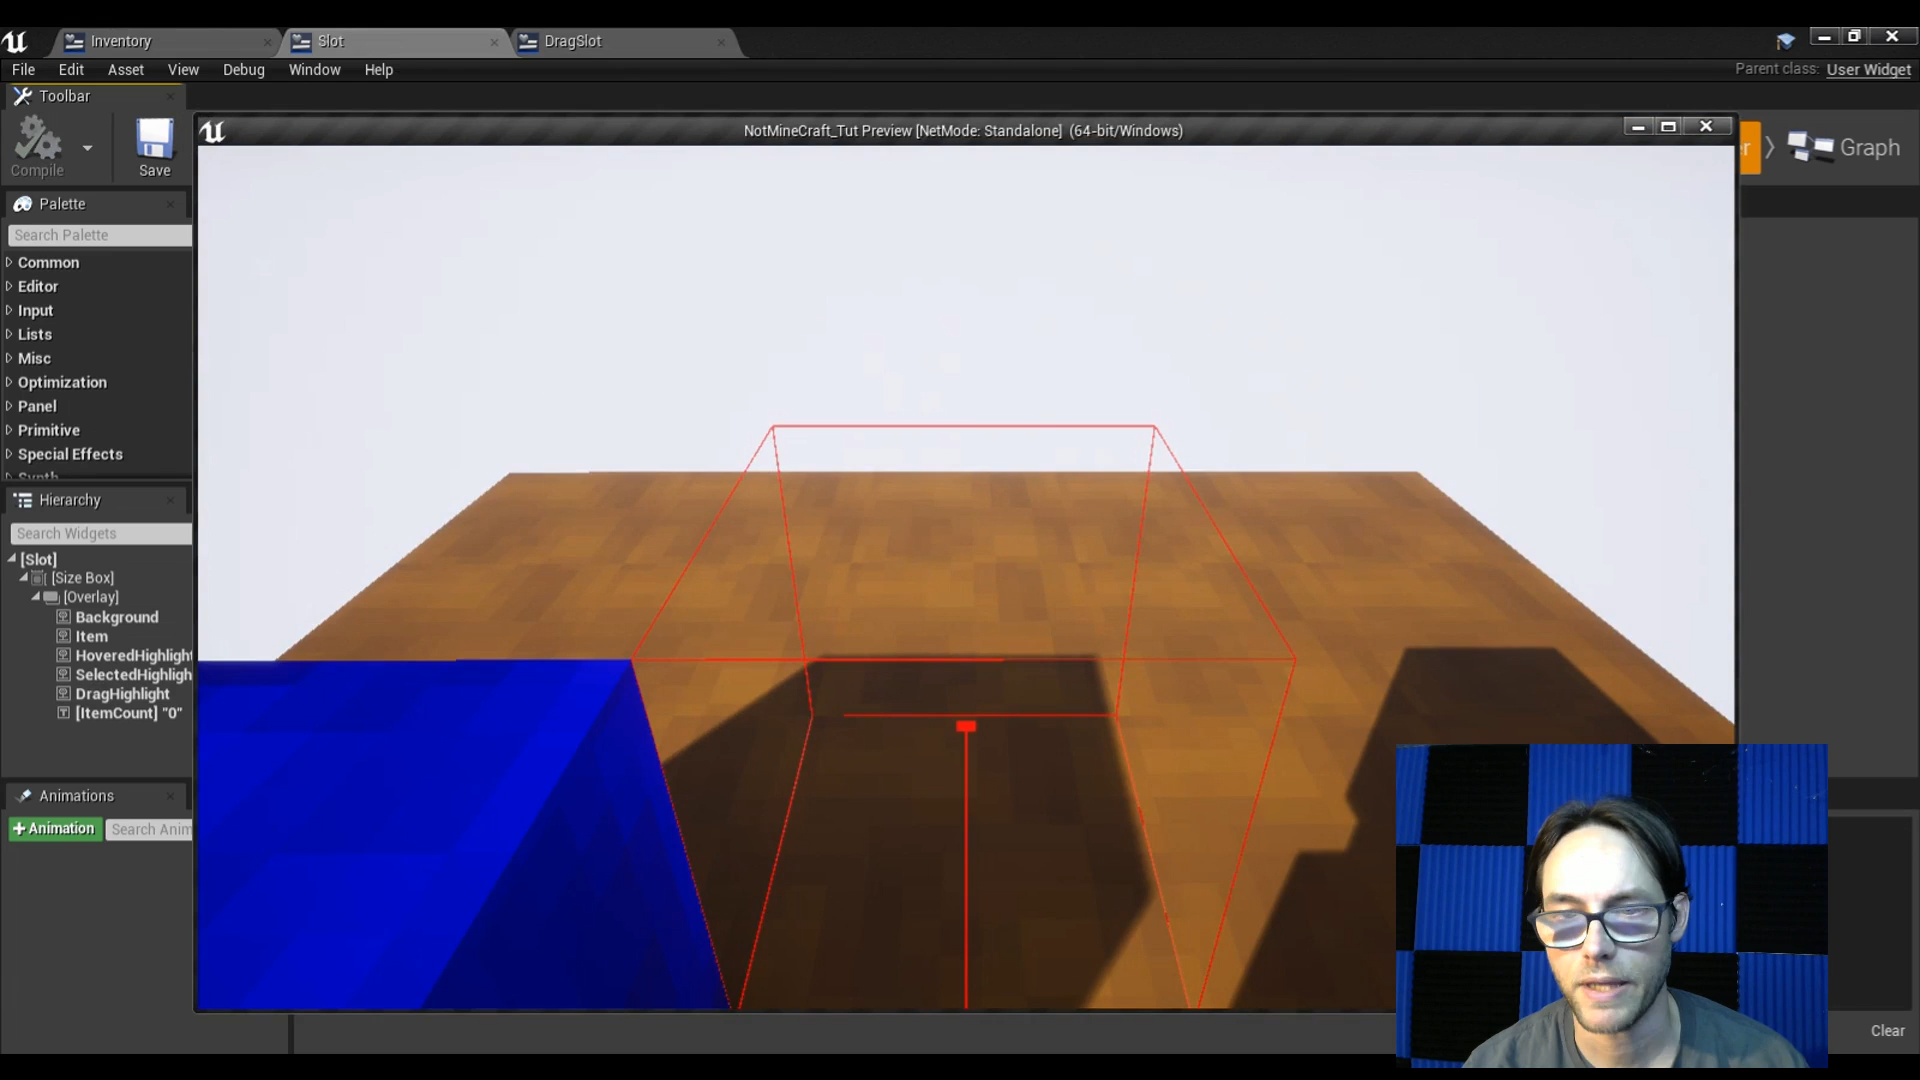 Inventory
Slot
DragSlot
File
Edit
Asset
View
Debug
Window
Help
Parent class: User Widget
Toolbar
NotMineCraft_Tut Preview [NetMode: Standalone] (64-bit/Windows)
Compile
Save
Graph
Palette
Search Palette
Common
Editor
Input
Lists
Misc
Optimization
Panel
Primitive
Special Effects
Synth
Hierarchy
Search Widgets
[Slot]
[Size Box]
[Overlay]
Background
Item
HoveredHighlight
SelectedHighligh
DragHighlight
[ItemCount] "0"
Animations
+ Animation
Search Anim
Clear